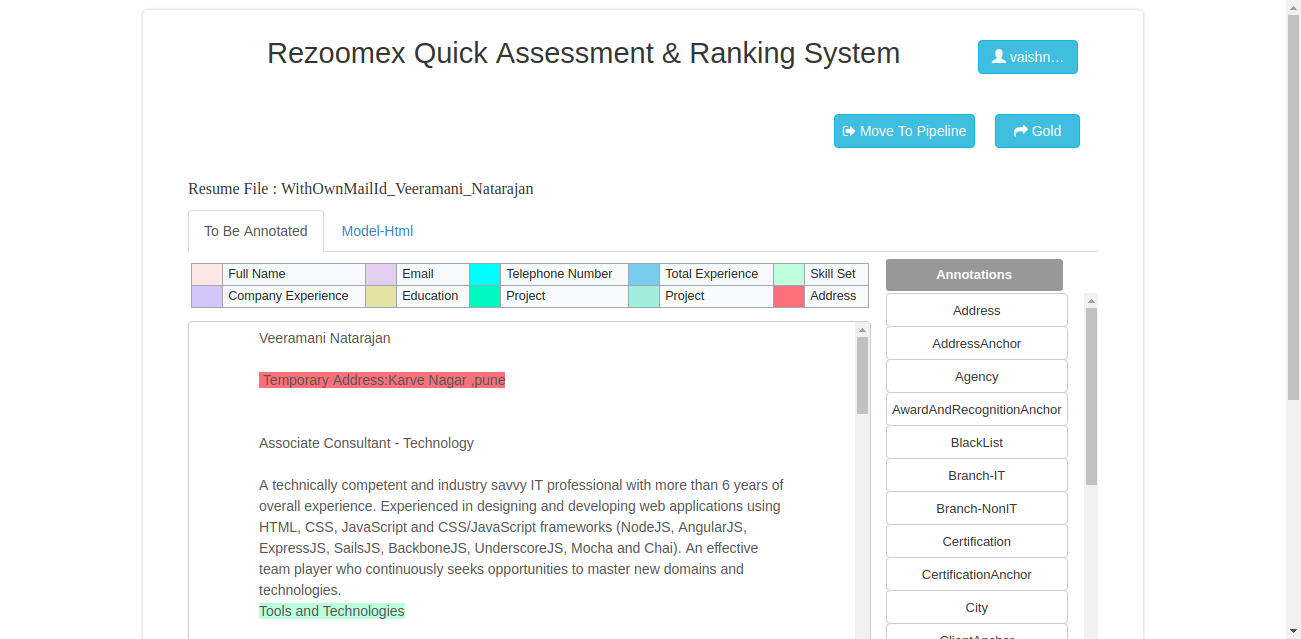 Rezoomex Quick Assessment & Ranking System
vaishn…
Move To Pipeline
Gold
Resume File : WithOwnMailId_Veeramani_Natarajan
To Be Annotated
Model-Html
Full Name
Email
Telephone Number
Total Experience
Skill Set
Company Experience
Education
Project
Project
Address
Veeramani Natarajan
Temporary Address:Karve Nagar ,pune
Associate Consultant - Technology
A technically competent and industry savvy IT professional with more than 6 years of
overall experience. Experienced in designing and developing web applications using
HTML, CSS, JavaScript and CSS/JavaScript frameworks (NodeJS, AngularJS,
ExpressJS, SailsJS, BackboneJS, UnderscoreJS, Mocha and Chai). An effective
team player who continuously seeks opportunities to master new domains and
technologies.
Tools and Technologies
Annotations
Address
AddressAnchor
Agency
AwardAndRecognitionAnchor
BlackList
Branch-IT
Branch-NonIT
Certification
CertificationAnchor
City
ClientAnchor